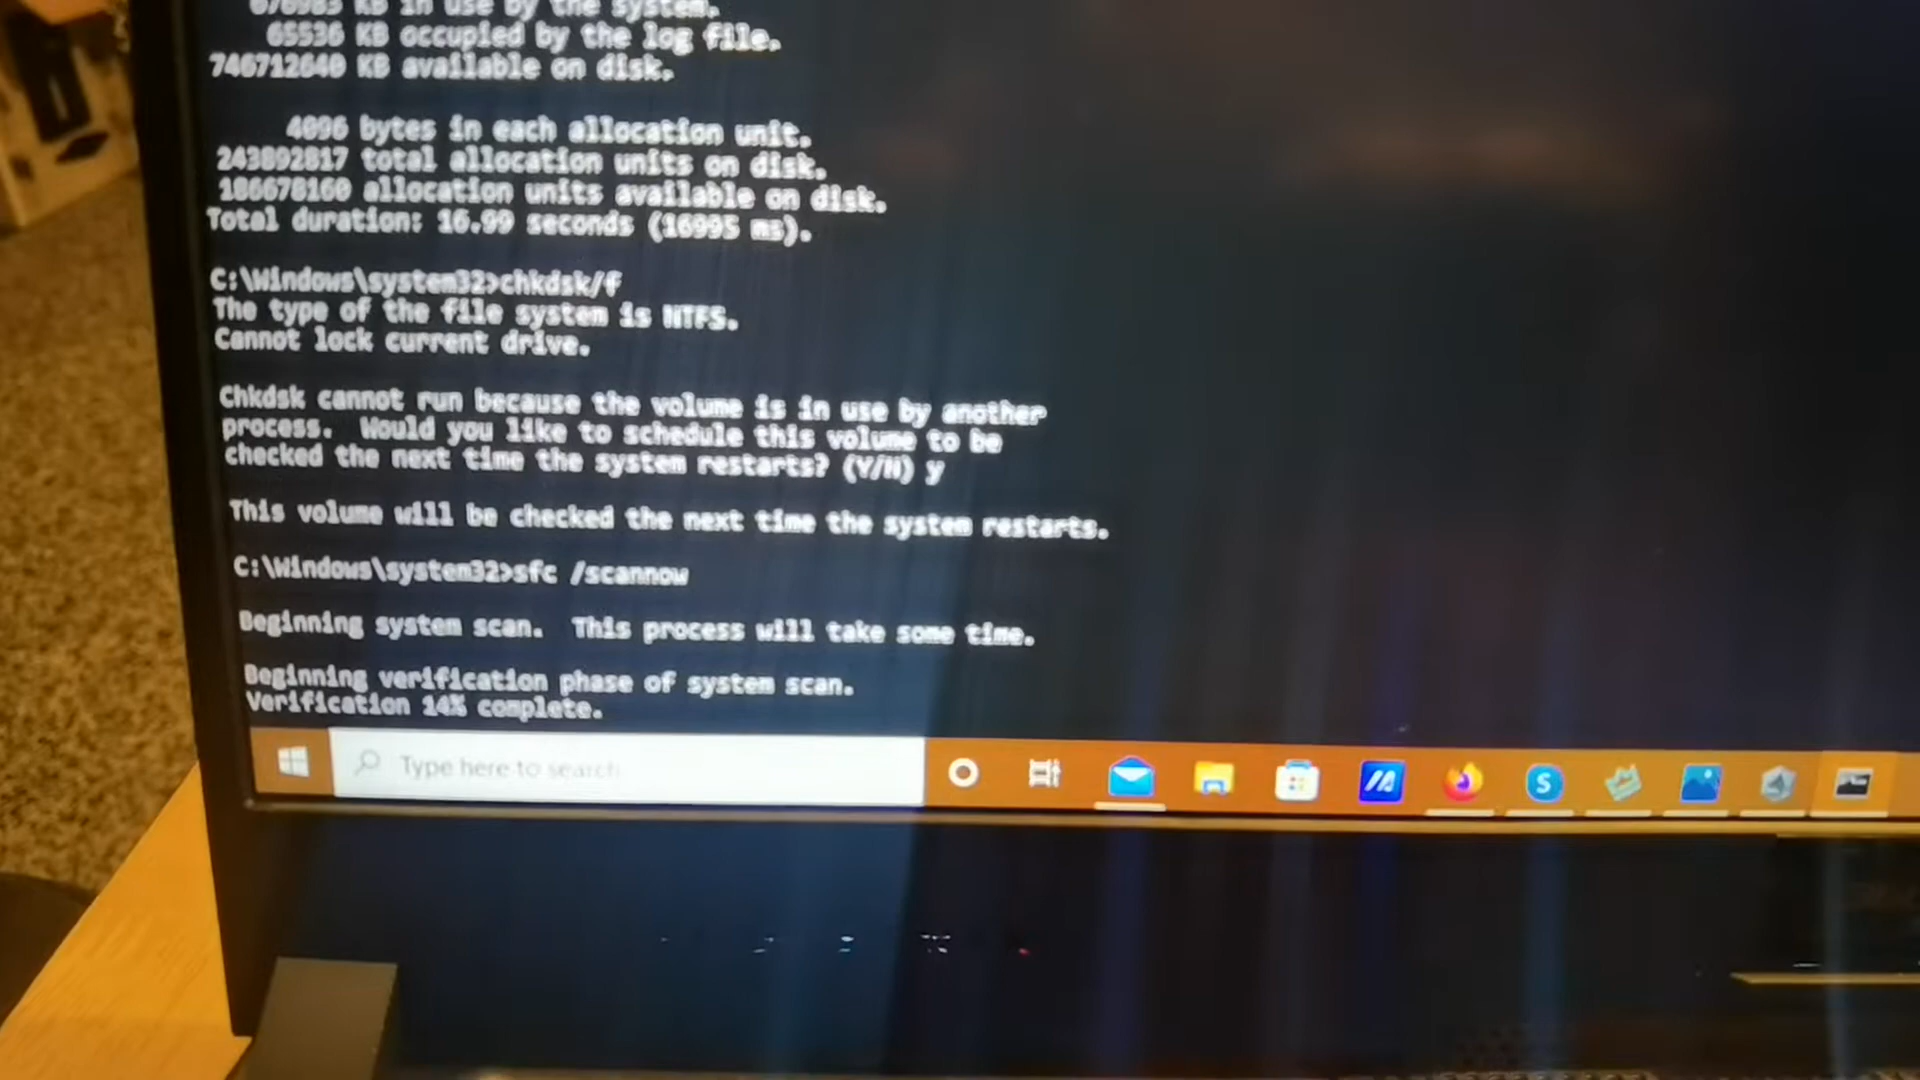 KB in use by the system.
65536 KB occupied by the log file.
746712640 KB available on disk.
4096 bytes in each allocation unit.
243892817 total allocation units on disk.
186678160 allocation units available on disk.
Total duration: 16.99 seconds (16995 ms).
C:\Windows\system32>chkdsk/f
The type of the file system is NTFS.
Cannot lock current drive.
Chkdsk cannot run because the volume is in use by another
process.  Would you like to schedule this volume to be
checked the next time the system restarts? (Y/N) y
This volume will be checked the next time the system restarts.
C:\Windows\system32>sfc /scannow
Beginning system scan.  This process will take some time.
Beginning verification phase of system scan.
Verification 14% complete.
Type here to search
S